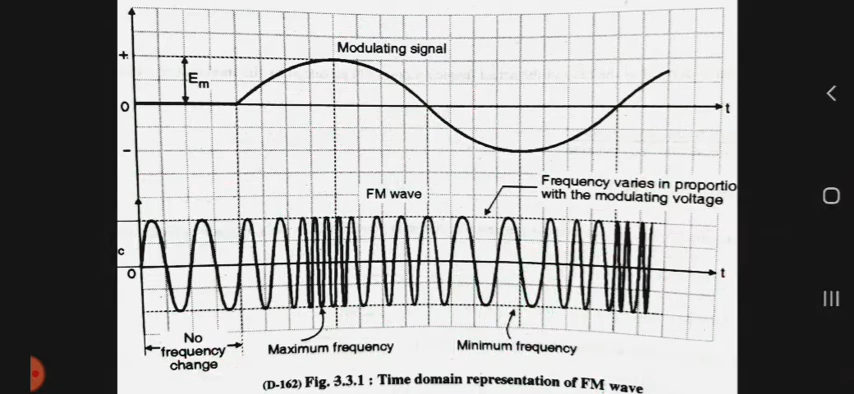 +
Modulating signal
Em
0
t
–
Frequency varies in proportio
with the modulating voltage
FM wave
c
0
t
No
frequency
change
Maximum frequency
Minimum frequency
(D-162) Fig. 3.3.1 : Time domain representation of FM wave